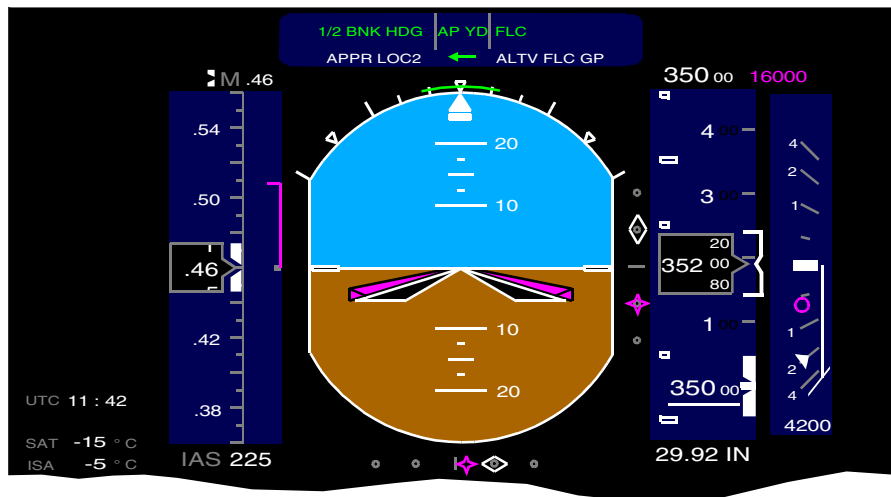 1/2 BNK HDG AP YD FLC
APPR LOC2 ALTV FLC GP
M .46
350 00 16000
.54
.50
.46
.42
.38
IAS 225
20
10
10
20
4 00
3 00
352 20 00 80
1 00
350 00
29.92 IN
4
2
1
1
2
4
4200
UTC 11 : 42
SAT -15 ° C
ISA -5 ° C